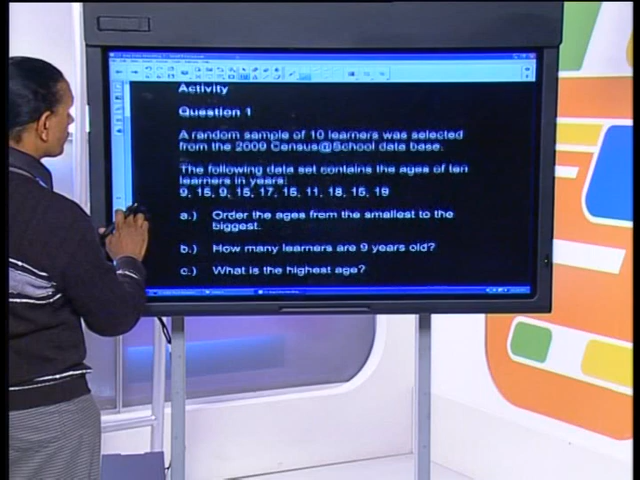 Activity
Question 1
A random sample of 10 learners was selected
from the 2009 Census@School data base.
The following data set contains the ages of ten
learners in years:
9, 15, 9, 15, 17, 15, 11, 18, 15, 19
a.) Order the ages from the smallest to the
biggest.
b.) How many learners are 9 years old?
c.) What is the highest age?